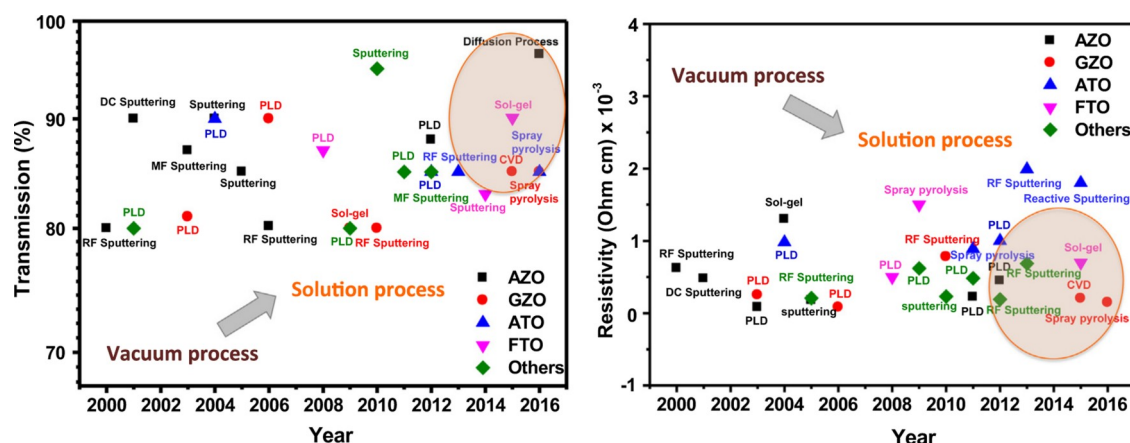 100
90
80
70
Transmission (%)
Diffusion Process
Sputtering
DC Sputtering
Sputtering
PLD
PLD
Sol-gel
PLD
PLD
MF Sputtering
Sputtering
PLD
RF Sputtering
CVD
Spray
pyrolysis
MF Sputtering
PLD
Sputtering
Spray
pyrolysis
PLD
RF Sputtering
PLD
RF Sputtering
Sol-gel
PLD
RF Sputtering
Vacuum process
Solution process
AZO
GZO
ATO
FTO
Others
2000 2002 2004 2006 2008 2010 2012 2014 2016
Year
4
3
2
1
0
-1
Resistivity (Ohm cm) x 10⁻³
Vacuum process
Solution process
AZO
GZO
ATO
FTO
Others
RF Sputtering
Reactive Sputtering
Spray pyrolysis
Sol-gel
PLD
RF Sputtering
PLD
Spray pyrolysis
Sol-gel
RF Sputtering
DC Sputtering
PLD
PLD
RF Sputtering
sputtering
PLD
PLD
PLD
sputtering
PLD
PLD
PLD
RF Sputtering
RF Sputtering
CVD
Spray pyrolysis
2000 2002 2004 2006 2008 2010 2012 2014 2016
Year